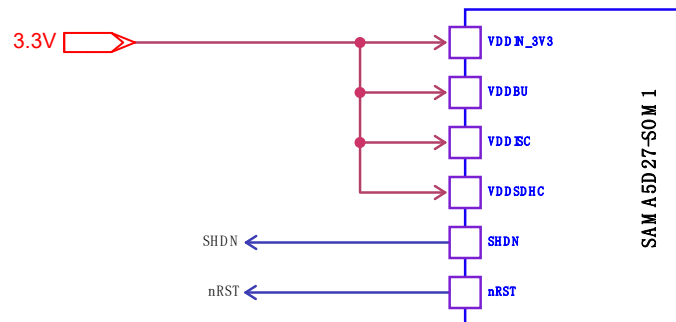 3.3V
VDDIN_3V3
VDDBU
VDDISC
VDDSDHC
SHDN SHDN
nRST nRST
SAMA5D27-SOM1